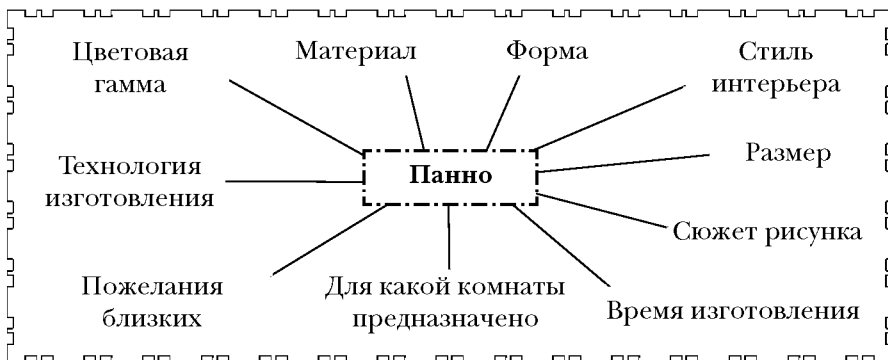 Цветовая
гамма
Материал
Форма
Стиль
интерьера
Технология
изготовления
Панно
Размер
Сюжет рисунка
Пожелания
близких
Для какой комнаты
предназначено
Время изготовления